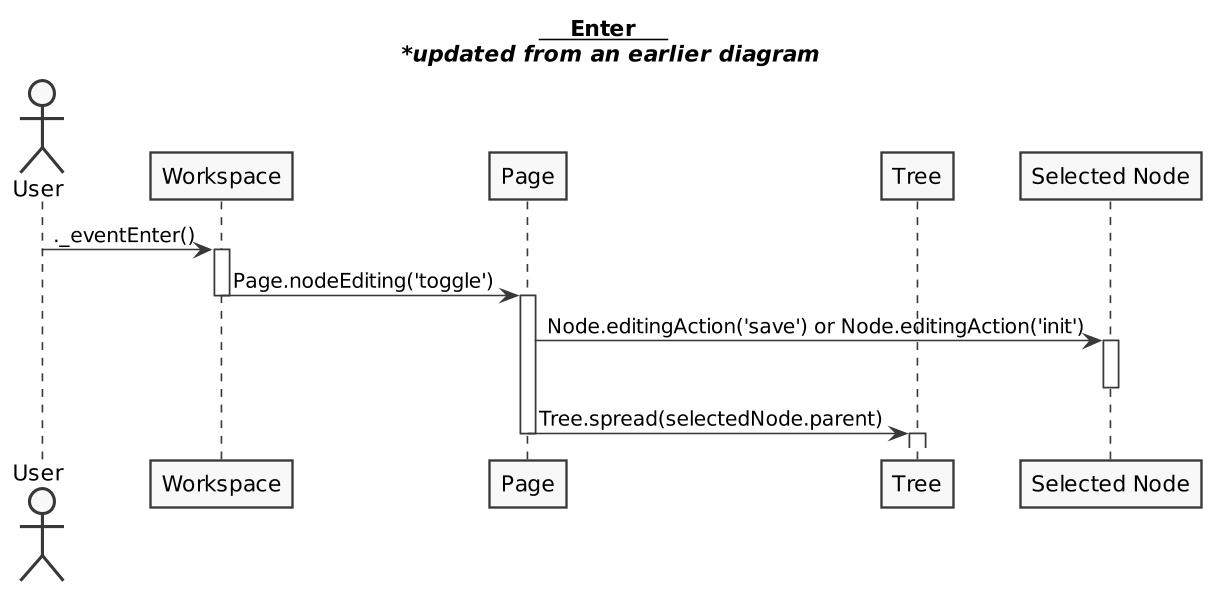 Enter
*updated from an earlier diagram
User
Workspace
Page
Tree
Selected Node
._eventEnter()
Page.nodeEditing('toggle')
Node.editingAction('save') or Node.editingAction('init')
Tree.spread(selectedNode.parent)
User
Workspace
Page
Tree
Selected Node